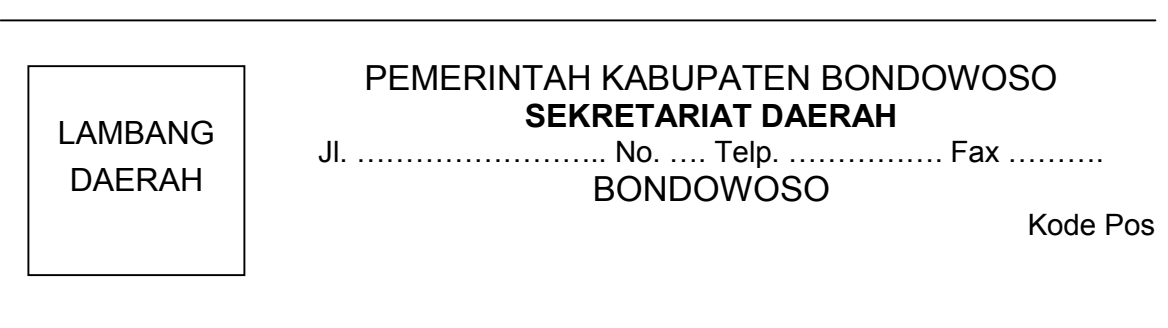 LAMBANG
DAERAH
PEMERINTAH KABUPATEN BONDOWOSO
SEKRETARIAT DAERAH
Jl. …………………….. No. …. Telp. ……………. Fax ……….
BONDOWOSO
Kode Pos